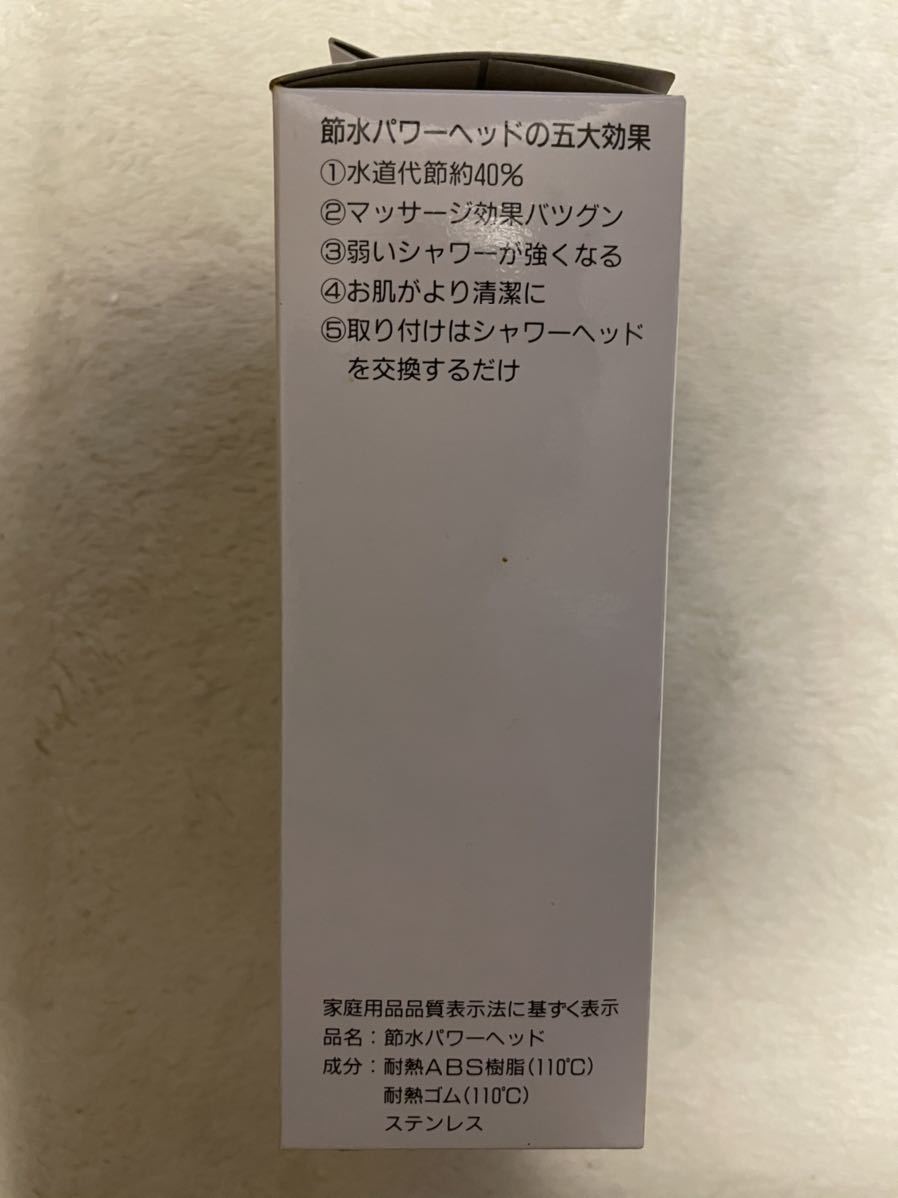 節水パワーヘッドの五大効果
①水道代節約40%
②マッサージ効果バツグン
③弱いシャワーが強くなる
④お肌がより清潔に
⑤取り付けはシャワーヘッド
を交換するだけ
家庭用品品質表示法に基ずく表示
品名：節水パワーヘッド
成分：耐熱ABS樹脂(110℃)
耐熱ゴム(110℃)
ステンレス